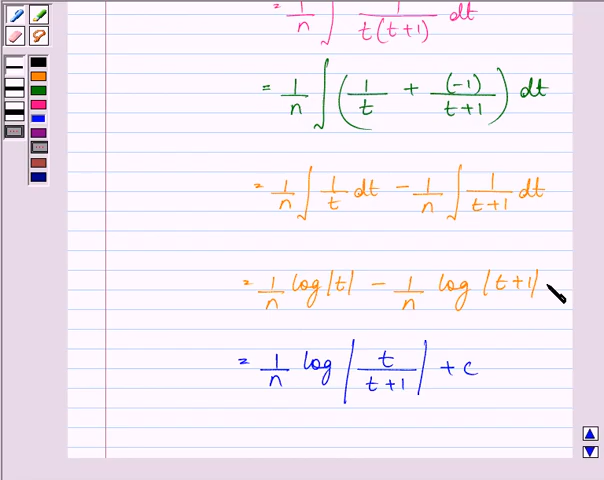 = 1/n ∫ 1/t(t+1) dt
= 1/n ∫ ( 1/t + (-1)/t+1 ) dt
= 1/n ∫ 1/t dt - 1/n ∫ 1/t+1 dt
= 1/n log|t| - 1/n log|t+1|
= 1/n log | t/t+1 | + c